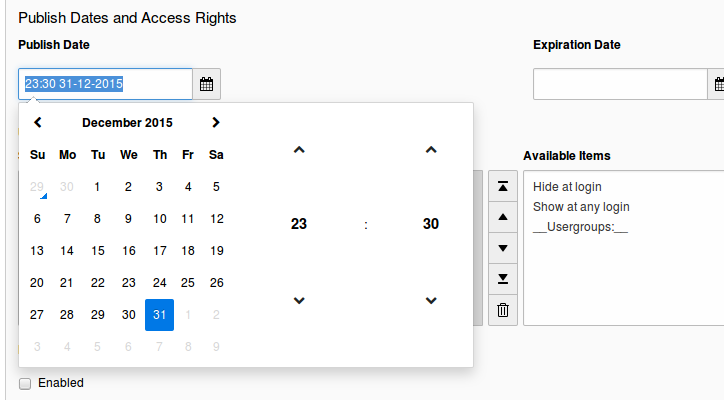 Publish Dates and Access Rights
Publish Date
Expiration Date
23:30 31-12-2015
December 2015
Su Mo Tu We Th Fr Sa
29 30 1 2 3 4 5
6 7 8 9 10 11 12
13 14 15 16 17 18 19
20 21 22 23 24 25 26
27 28 29 30 31 1 2
3 4 5 6 7 8 9
23 : 30
Available Items
Hide at login
Show at any login
__Usergroups:__
Enabled